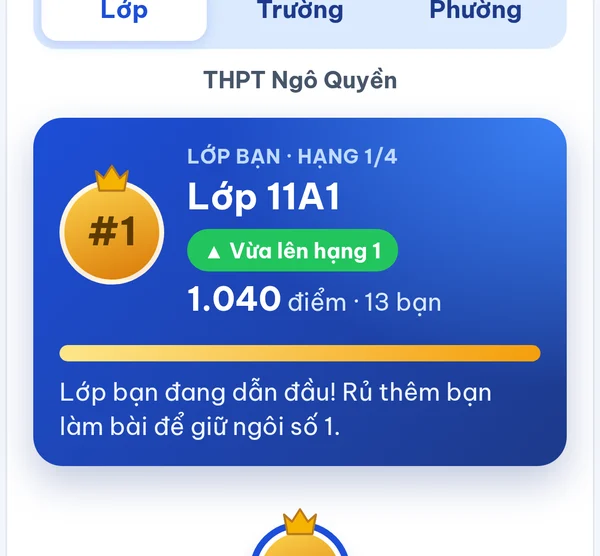 Lớp
Trường
Phường
THPT Ngô Quyền
LỚP BẠN · HẠNG 1/4
#1
Lớp 11A1
▲ Vừa lên hạng 1
1.040 điểm · 13 bạn
Lớp bạn đang dẫn đầu! Rủ thêm bạn
làm bài để giữ ngôi số 1.